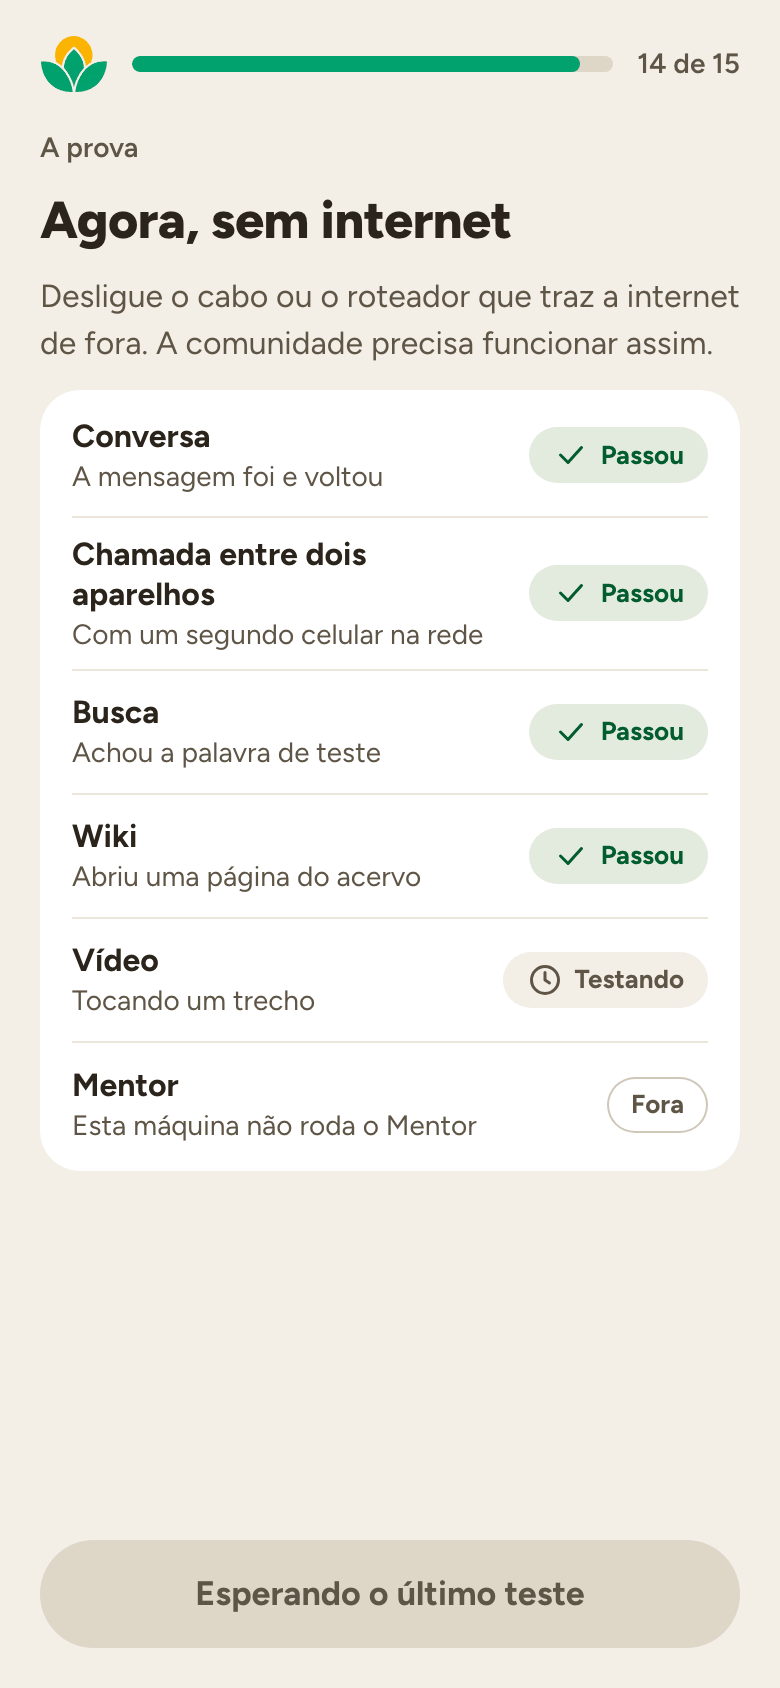 14 de 15
A prova
Agora, sem internet
Desligue o cabo ou o roteador que traz a internet
de fora. A comunidade precisa funcionar assim.
Conversa
A mensagem foi e voltou
Passou
Chamada entre dois
aparelhos
Com um segundo celular na rede
Passou
Busca
Achou a palavra de teste
Passou
Wiki
Abriu uma página do acervo
Passou
Vídeo
Tocando um trecho
Testando
Mentor
Esta máquina não roda o Mentor
Fora
Esperando o último teste